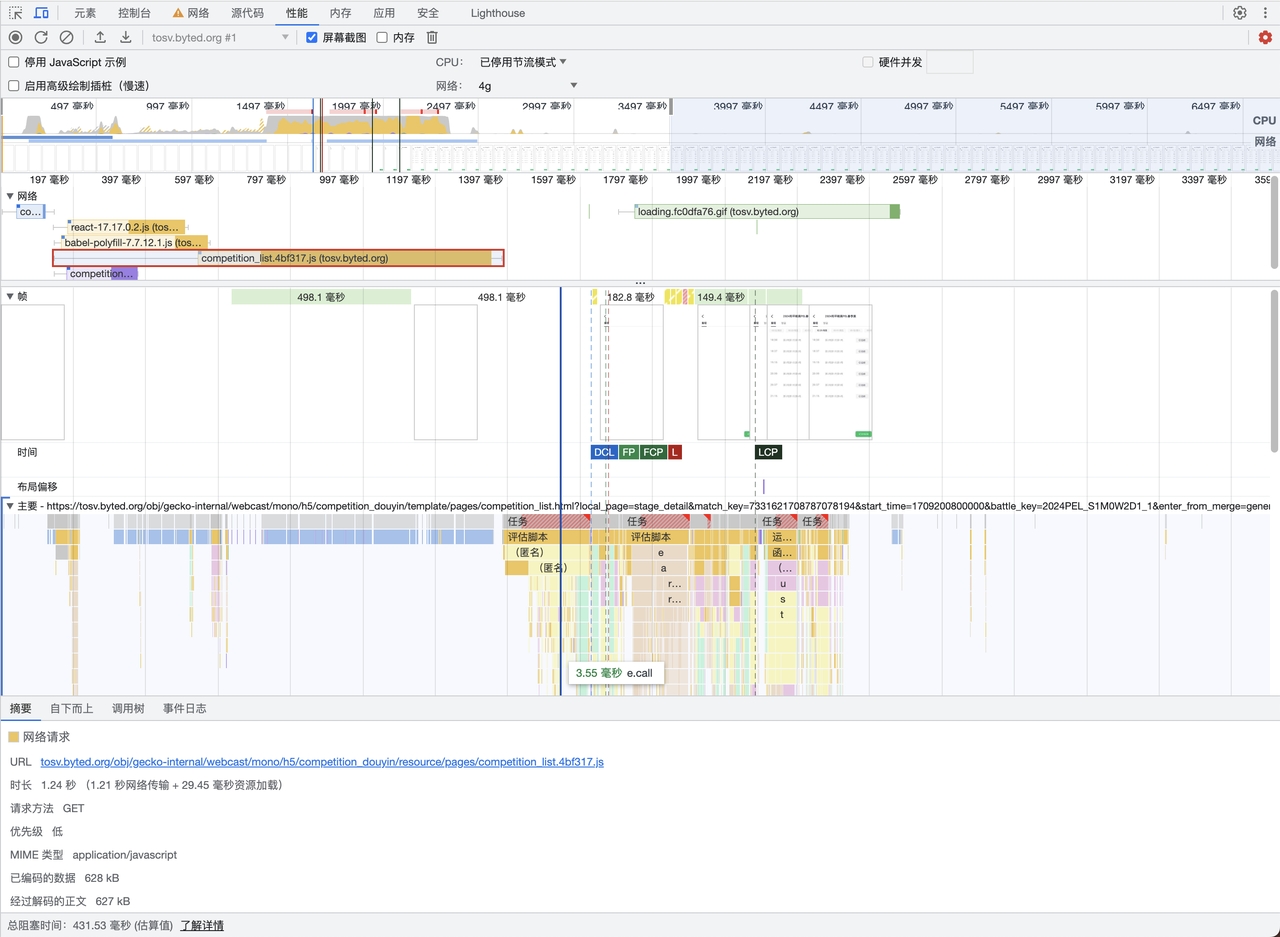 元素 控制台 网络 源代码 性能 内存 应用 安全 Lighthouse
tosv.byted.org #1 屏幕截图 内存
停用 JavaScript 示例 CPU: 已停用节流模式 硬件并发
启用高级绘制插桩（慢速） 网络: 4g
497 毫秒 997 毫秒 1497 毫秒 1997 毫秒 2497 毫秒 2997 毫秒 3497 毫秒 3997 毫秒 4497 毫秒 4997 毫秒 5497 毫秒 5997 毫秒 6497 毫秒
CPU
网络
197 毫秒 397 毫秒 597 毫秒 797 毫秒 997 毫秒 1197 毫秒 1397 毫秒 1597 毫秒 1797 毫秒 1997 毫秒 2197 毫秒 2397 毫秒 2597 毫秒 2797 毫秒 2997 毫秒 3197 毫秒 3397 毫秒 359
网络
co... loading.fc0dfa76.gif (tosv.byted.org)
react-17.17.0.2.js (tos...
babel-polyfill-7.7.12.1.js (tos...
competition_list.4bf317.js (tosv.byted.org)
competition...
帧 498.1 毫秒 498.1 毫秒 182.8 毫秒 149.4 毫秒
时间 DCL FP FCP L LCP
布局偏移
主要 - https://tosv.byted.org/obj/gecko-internal/webcast/mono/h5/competition_douyin/template/pages/competition_list.html?local_page=stage_detail&match_key=7331621708787078194&start_time=1709200800000&battle_key=2024PEL_S1M0W2D1_1&enter_from_merge=gener
任务 任务 任务 任务
评估脚本 评估脚本 运...
（匿名） e 函...
（匿名） a (...
r... u
r... s
t
3.55 毫秒 e.call
摘要 自下而上 调用树 事件日志
网络请求
URL tosv.byted.org/obj/gecko-internal/webcast/mono/h5/competition_douyin/resource/pages/competition_list.4bf317.js
时长 1.24 秒 （1.21 秒网络传输 + 29.45 毫秒资源加载）
请求方法 GET
优先级 低
MIME 类型 application/javascript
已编码的数据 628 kB
经过解码的正文 627 kB
总阻塞时间: 431.53 毫秒 (估算值) 了解详情